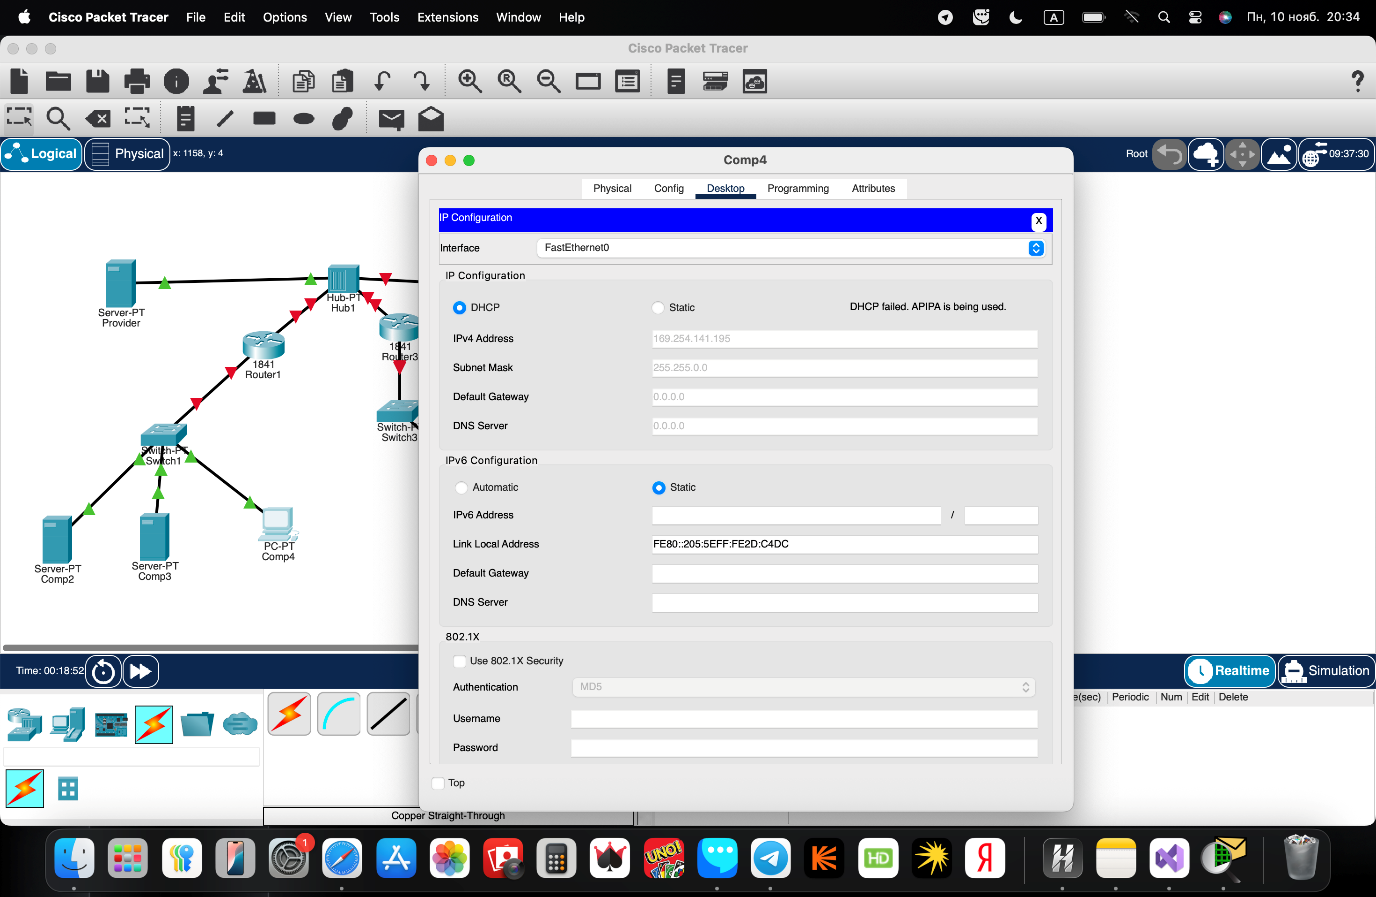 Cisco Packet Tracer File Edit Options View Tools Extensions Window Help A Пн, 10 нояб. 20:34
Cisco Packet Tracer
Logical Physical x: 1158, y: 4 Root 09:37:30
Comp4
Physical Config Desktop Programming Attributes
IP Configuration X
Interface FastEthernet0
IP Configuration
DHCP Static DHCP failed. APIPA is being used.
IPv4 Address 169.254.141.195
Subnet Mask 255.255.0.0
Default Gateway 0.0.0.0
DNS Server 0.0.0.0
IPv6 Configuration
Automatic Static
IPv6 Address /
Link Local Address FE80::205:5EFF:FE2D:C4DC
Default Gateway
DNS Server
802.1X
Use 802.1X Security
Authentication MD5
Username
Password
Top
Server-PT
Provider
Hub-PT
Hub1
1841
Router3
1841
Router1
Switch-P
Switch3
Switch-PT
Switch1
Server-PT
Comp2
Server-PT
Comp3
PC-PT
Comp4
Time: 00:18:52 Realtime Simulation
e(sec) Periodic Num Edit Delete
Copper Straight-Through
1
UNO!
HD
Я